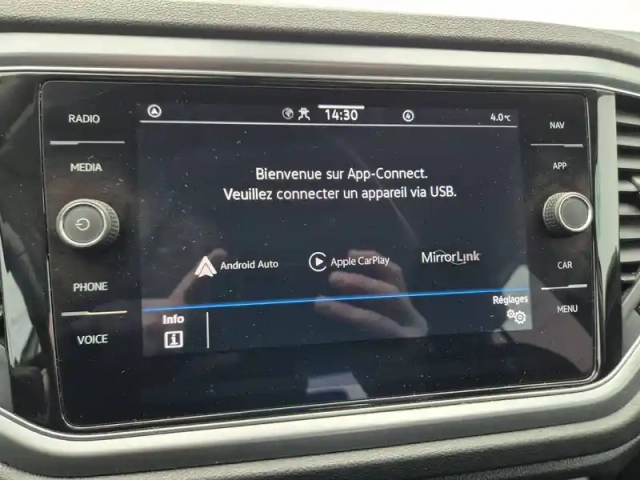 RADIO
MEDIA
PHONE
VOICE
14:30
4.0°C
Bienvenue sur App-Connect.
Veuillez connecter un appareil via USB.
Android Auto
Apple CarPlay
MirrorLink
Info
Réglages
NAV
APP
CAR
MENU